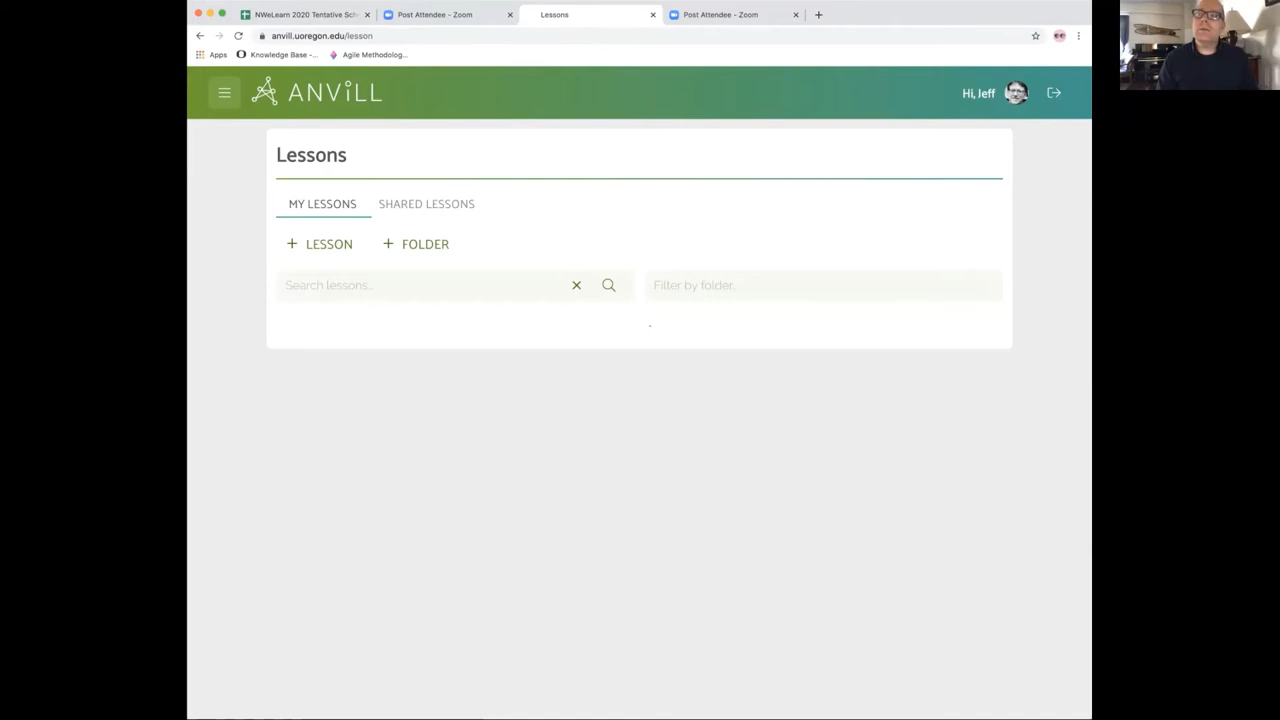 NWeLearn 2020 Tentative Sch
Post Attendee - Zoom
Lessons
Post Attendee - Zoom
anvill.uoregon.edu/lesson
Apps
Knowledge Base -...
Agile Methodolog...
ANViLL
Hi, Jeff
Lessons
MY LESSONS
SHARED LESSONS
+ LESSON
+ FOLDER
Search lessons...
Filter by folder..